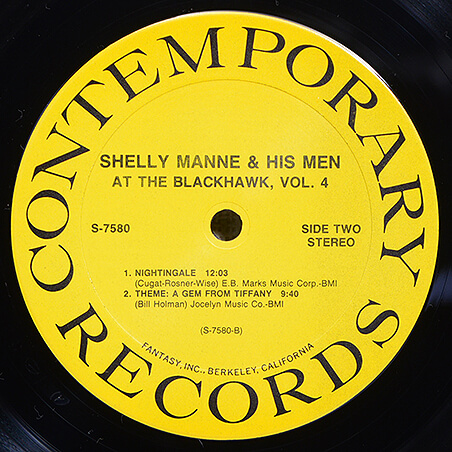 CONTEMPORARY RECORDS
SHELLY MANNE & HIS MEN
AT THE BLACKHAWK, VOL. 4
S-7580
SIDE TWO
STEREO
1. NIGHTINGALE 12:03
(Cugat-Rosner-Wise) E.B. Marks Music Corp.-BMI
2. THEME: A GEM FROM TIFFANY 9:40
(Bill Holman) Jocelyn Music Co.-BMI
(S-7580-B)
FANTASY, INC., BERKELEY, CALIFORNIA